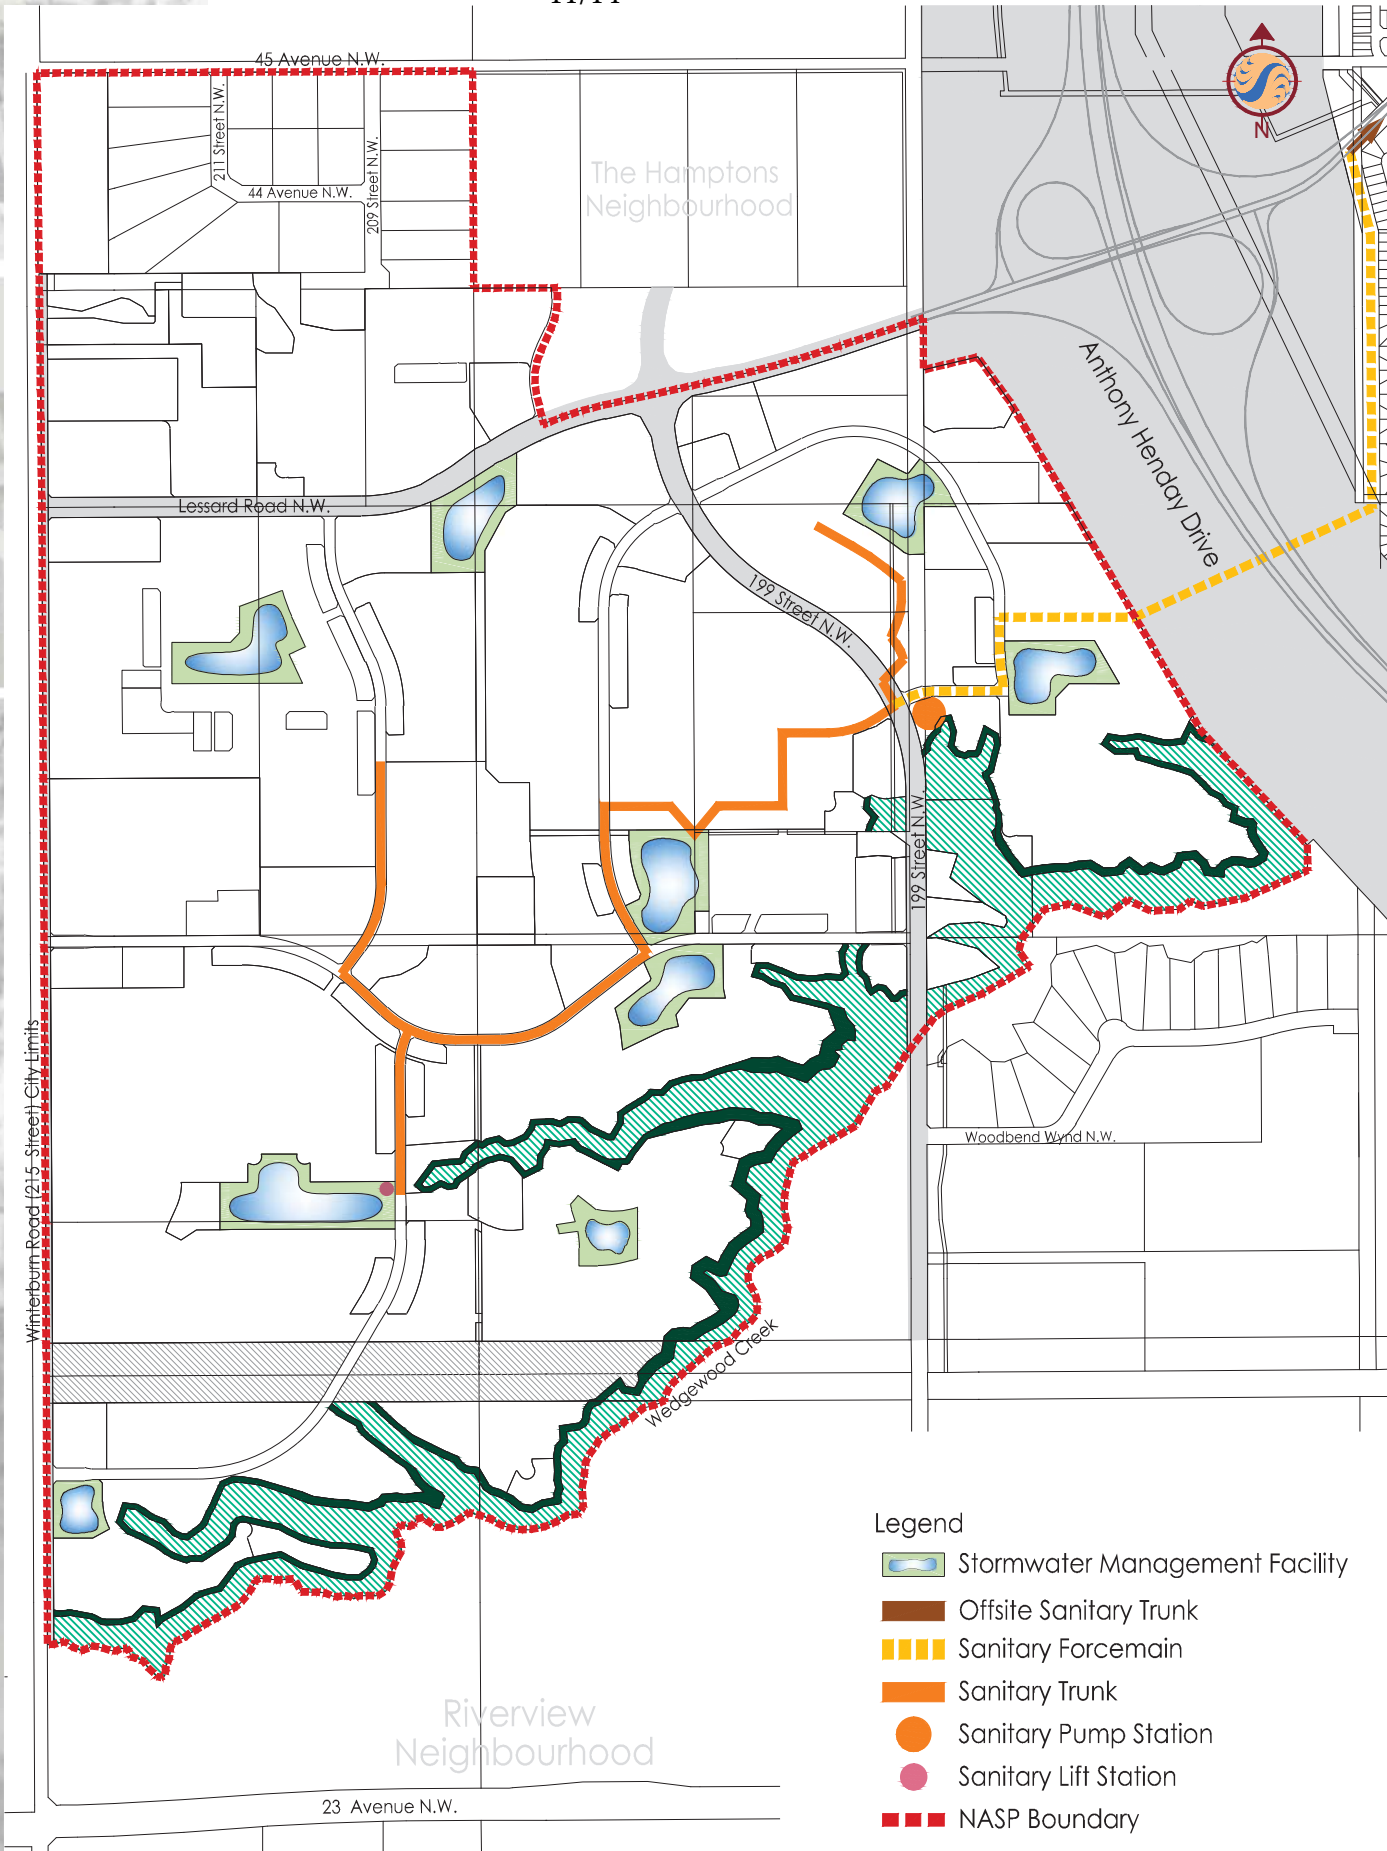 45 Avenue N.W.
211 Street N.W.
44 Avenue N.W.
209 Street N.W.
The Hamptons
Neighbourhood
N
Anthony Henday Drive
Lessard Road N.W.
199 Street N.W.
199 Street N.W.
Winterburn Road (215 Street) City Limits
Woodbend Wynd N.W.
Wedgewood Creek
Riverview
Neighbourhood
23 Avenue N.W.
Legend
Stormwater Management Facility
Offsite Sanitary Trunk
Sanitary Forcemain
Sanitary Trunk
Sanitary Pump Station
Sanitary Lift Station
NASP Boundary